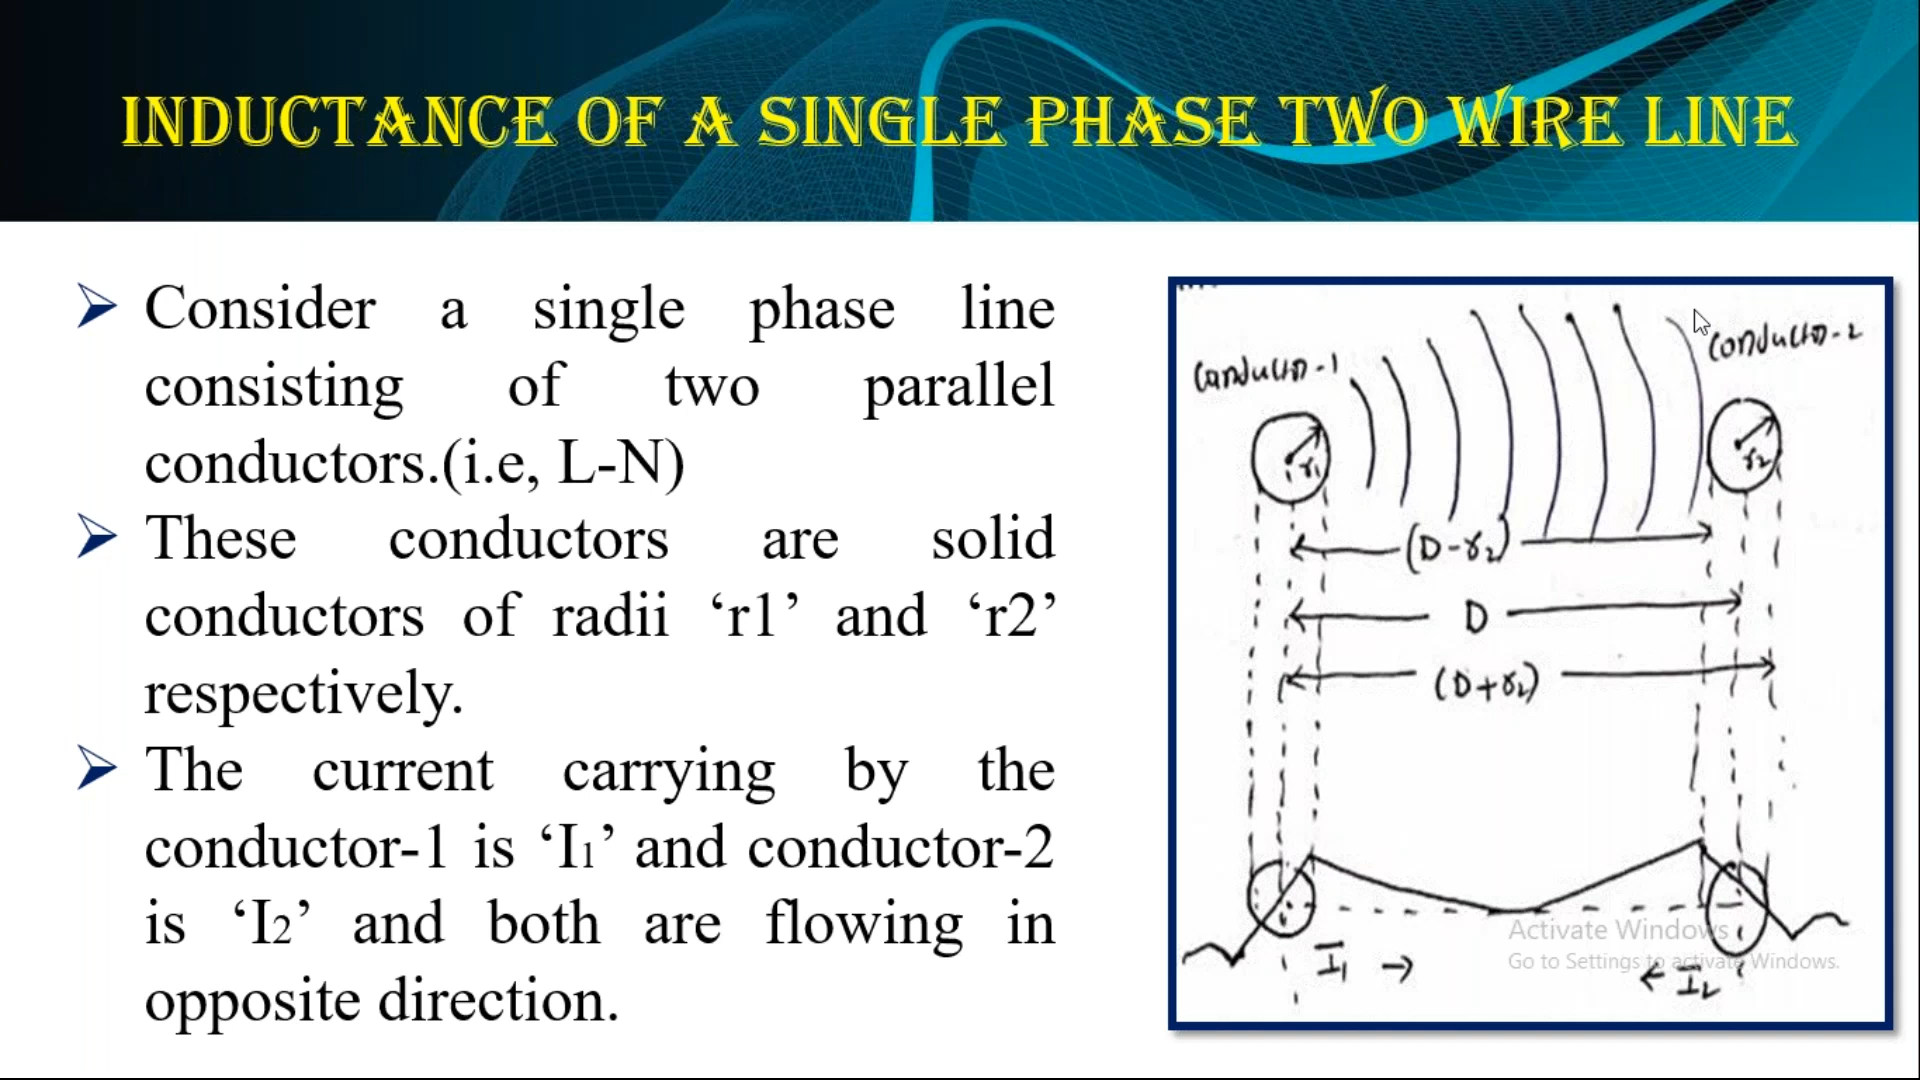 INDUCTANCE OF A SINGLE PHASE TWO WIRE LINE
Consider a single phase line
consisting of two parallel
conductors.(i.e, L-N)
These conductors are solid
conductors of radii ‘r1’ and ‘r2’
respectively.
The current carrying by the
conductor-1 is ‘I1’ and conductor-2
is ‘I2’ and both are flowing in
opposite direction.
Conductor-1
Conductor-2
r1
r2
(D-r2)
D
(D+r2)
I1 →
← I2
Activate Windows
Go to Settings to activate Windows.